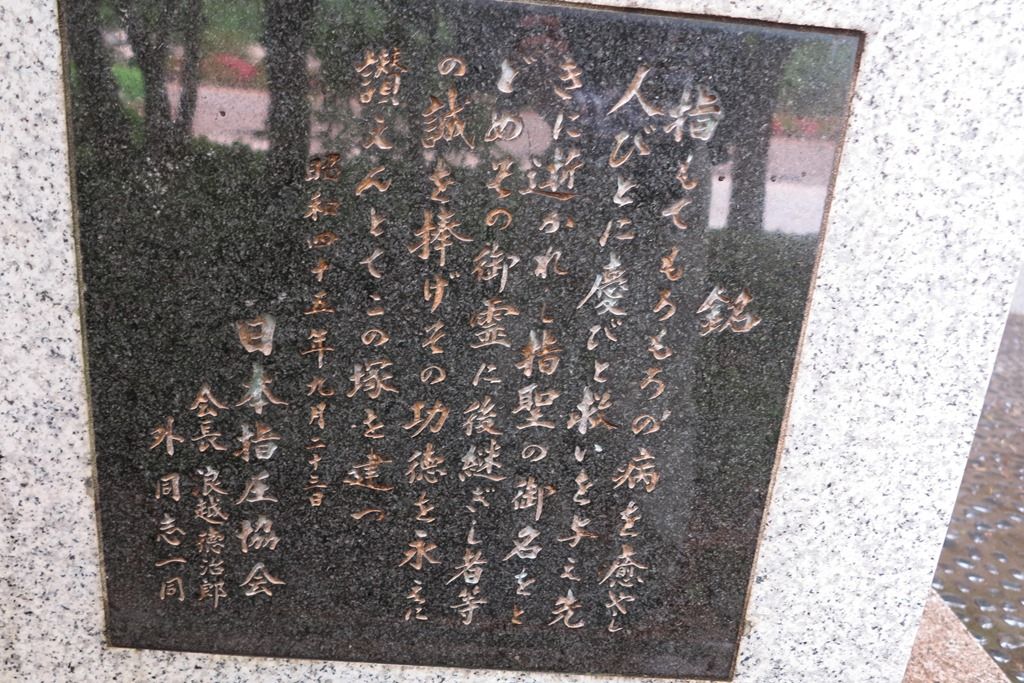 銘
指もてもろもろの病を癒やし
人びとに慶びと救いを与え先
きに逝かれし指聖の御名をと
どめその御霊に後継ぎし者等
の誠を捧げその功徳を永えに
讃えんとてこの塚を建つ
昭和四十五年九月二十三日
日本指圧協会
会長 浪越徳治郎
外同志一同